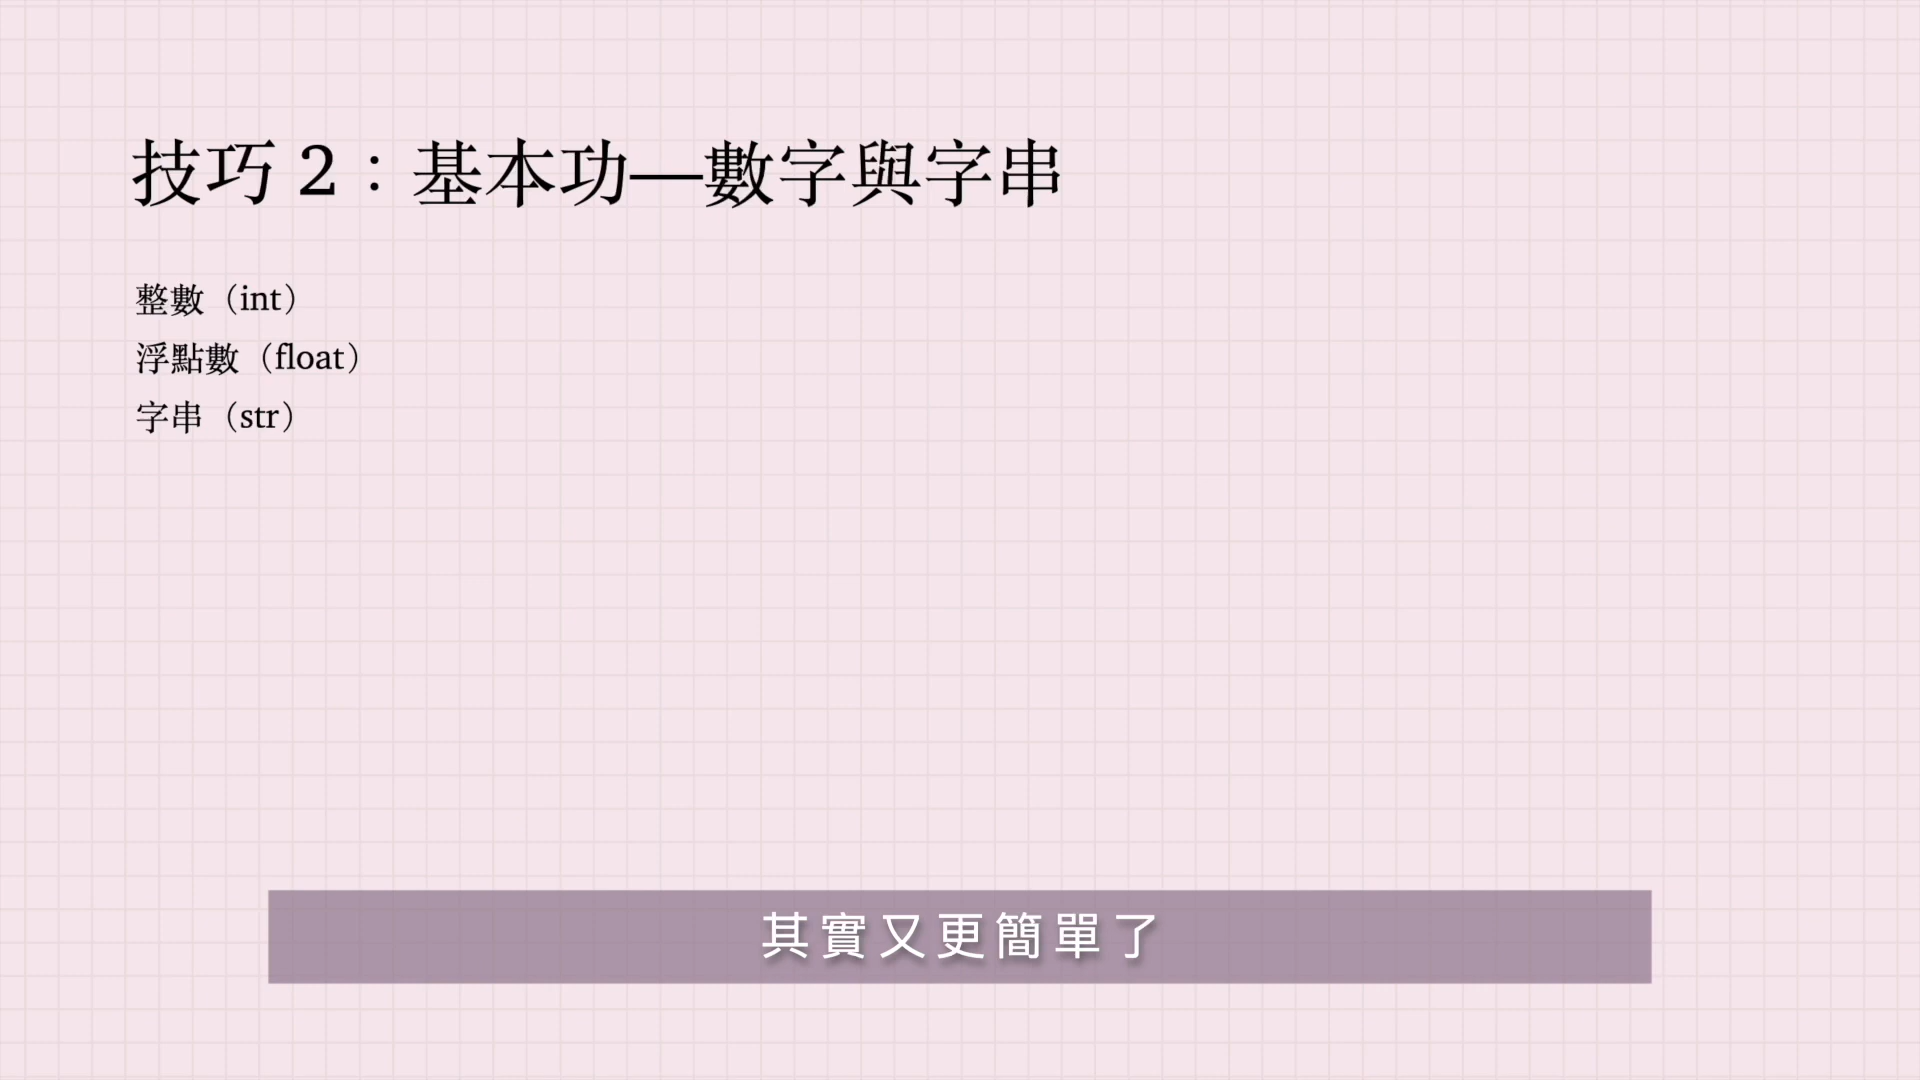 技巧 2：基本功—數字與字串
整數（int）
浮點數（float）
字串（str）
其實又更簡單了